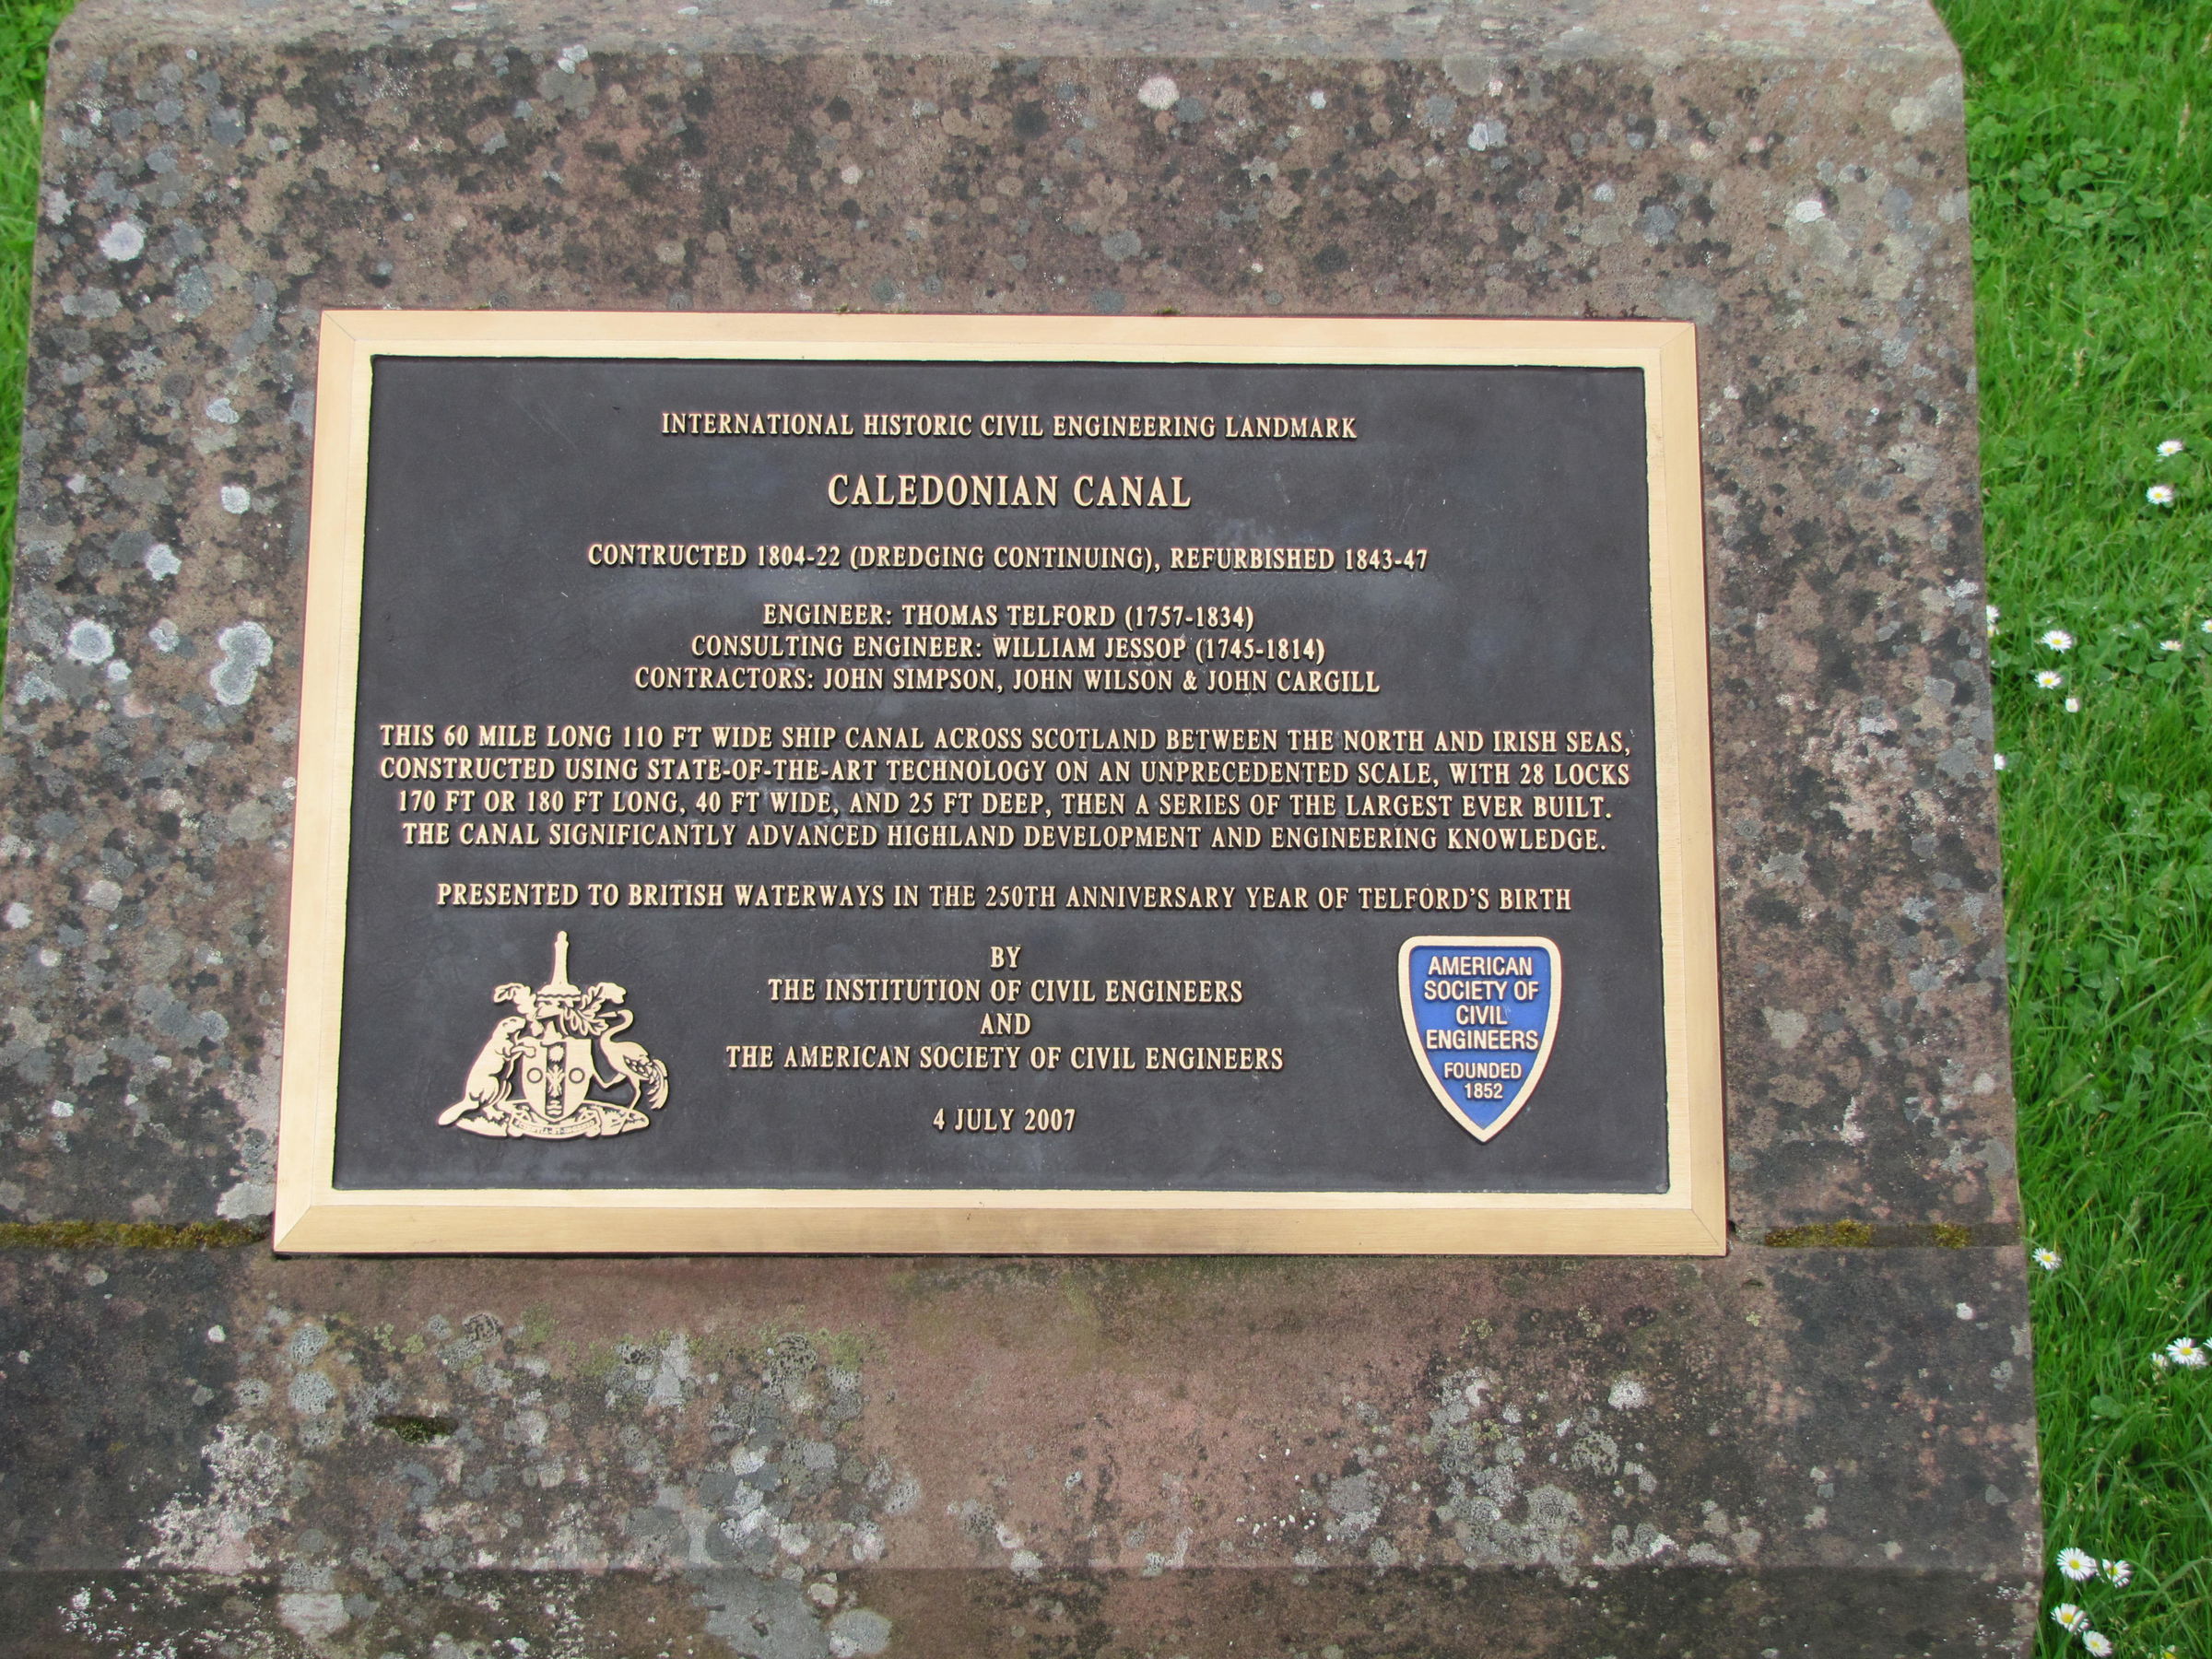 INTERNATIONAL HISTORIC CIVIL ENGINEERING LANDMARK
CALEDONIAN CANAL
CONTRUCTED 1804-22 (DREDGING CONTINUING), REFURBISHED 1843-47
ENGINEER: THOMAS TELFORD (1757-1834)
CONSULTING ENGINEER: WILLIAM JESSOP (1745-1814)
CONTRACTORS: JOHN SIMPSON, JOHN WILSON & JOHN CARGILL
THIS 60 MILE LONG 110 FT WIDE SHIP CANAL ACROSS SCOTLAND BETWEEN THE NORTH AND IRISH SEAS,
CONSTRUCTED USING STATE-OF-THE-ART TECHNOLOGY ON AN UNPRECEDENTED SCALE, WITH 28 LOCKS
170 FT OR 180 FT LONG, 40 FT WIDE, AND 25 FT DEEP, THEN A SERIES OF THE LARGEST EVER BUILT.
THE CANAL SIGNIFICANTLY ADVANCED HIGHLAND DEVELOPMENT AND ENGINEERING KNOWLEDGE.
PRESENTED TO BRITISH WATERWAYS IN THE 250TH ANNIVERSARY YEAR OF TELFORD'S BIRTH
BY
THE INSTITUTION OF CIVIL ENGINEERS
AND
THE AMERICAN SOCIETY OF CIVIL ENGINEERS
4 JULY 2007
AMERICAN
SOCIETY OF
CIVIL
ENGINEERS
FOUNDED
1852